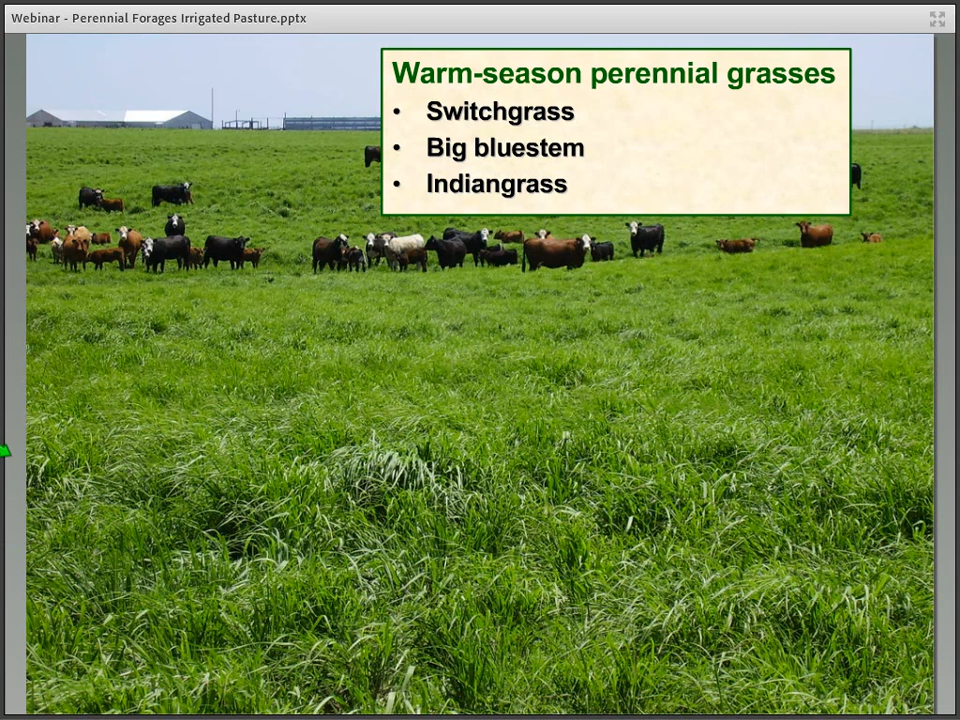 Webinar - Perennial Forages Irrigated Pasture.pptx
Warm-season perennial grasses
• Switchgrass
• Big bluestem
• Indiangrass